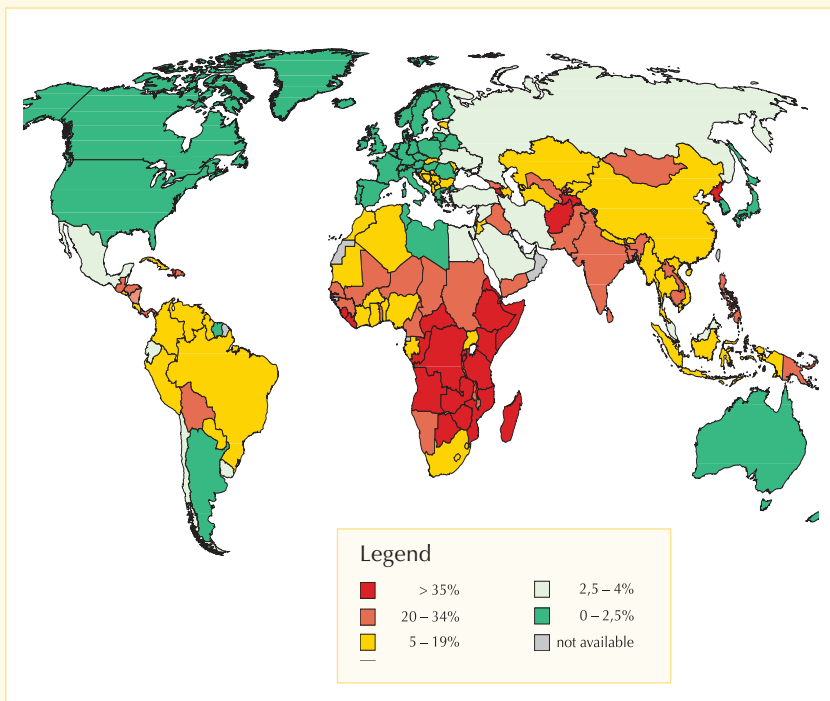 Legend
> 35%
20 – 34%
5 – 19%
2,5 – 4%
0 – 2,5%
not available